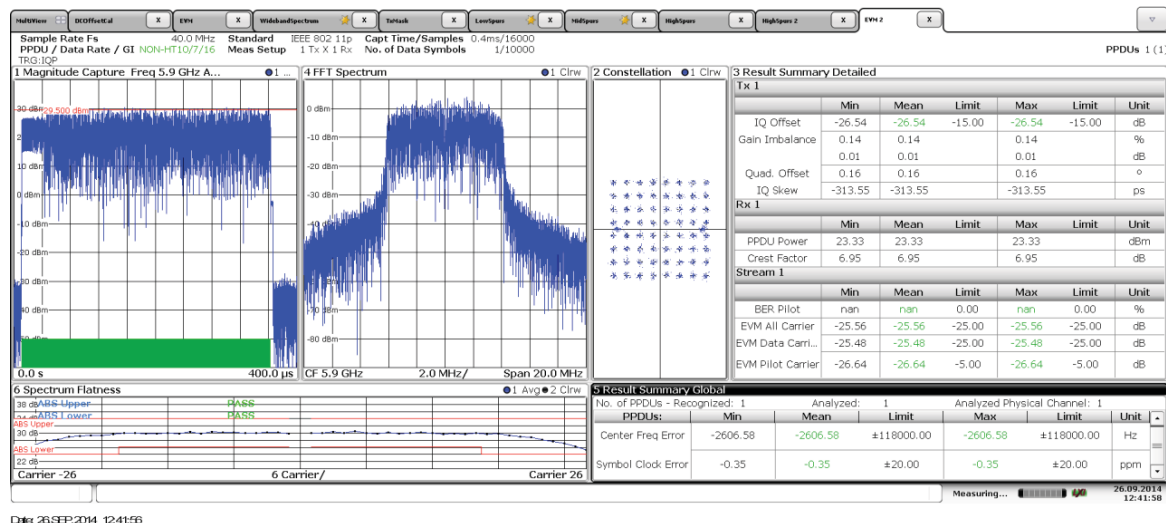 MultiView DCOffsetCal X EVM X WidebandSpectrum X TxMask X LowSpurs X MidSpurs X HighSpurs X HighSpurs 2 X EVM 2 X
Sample Rate Fs 40.0 MHz Standard IEEE 802 11p Capt Time/Samples 0.4ms/16000
PPDU / Data Rate / GI NON-HT10/7/16 Meas Setup 1 Tx X 1 Rx No. of Data Symbols 1/10000 PPDUs 1 (1)
TRG:IQP
1 Magnitude Capture Freq 5.9 GHz A... 1 ...
30 dBm 29,500 dBm
0 dBm
-10 dBm
0.0 s 400.0 µs
4 FFT Spectrum 1 Clrw
0 dBm
-10 dBm
-20 dBm
-30 dBm
-40 dBm
-50 dBm
-60 dBm
-70 dBm
-80 dBm
CF 5.9 GHz 2.0 MHz/ Span 20.0 MHz
2 Constellation 1 Clrw
3 Result Summary Detailed
Tx 1
Min Mean Limit Max Limit Unit
IQ Offset -26.54 -26.54 -15.00 -26.54 -15.00 dB
Gain Imbalance 0.14 0.14 0.14 %
0.01 0.01 0.01 dB
Quad. Offset 0.16 0.16 0.16 °
IQ Skew -313.55 -313.55 -313.55 ps
Rx 1
Min Mean Limit Max Limit Unit
PPDU Power 23.33 23.33 23.33 dBm
Crest Factor 6.95 6.95 6.95 dB
Stream 1
Min Mean Limit Max Limit Unit
BER Pilot nan nan 0.00 nan 0.00 %
EVM All Carrier -25.56 -25.56 -25.00 -25.56 -25.00 dB
EVM Data Carri... -25.48 -25.48 -25.00 -25.48 -25.00 dB
EVM Pilot Carrier -26.64 -26.64 -5.00 -26.64 -5.00 dB
6 Spectrum Flatness 1 Avg 2 Clrw
38 dB ABS Upper PASS
ABS Lower PASS
ABS Upper
30 dB
ABS Lower
22 dB
Carrier -26 6 Carrier/ Carrier 26
5 Result Summary Global
No. of PPDUs - Recognized: 1 Analyzed: 1 Analyzed Physical Channel: 1
PPDUs: Min Mean Limit Max Limit Unit
Center Freq Error -2606.58 -2606.58 ±118000.00 -2606.58 ±118000.00 Hz
Symbol Clock Error -0.35 -0.35 ±20.00 -0.35 ±20.00 ppm
Measuring... 26.09.2014
12:41:58
Date: 26.SEP.2014 12:41:56